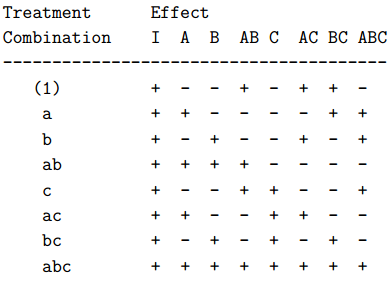 Treatment Effect
Combination I A B AB C AC BC ABC
---------------------------------------
(1) + - - + - + + -
a + + - - - - + +
b + - + - - + - +
ab + + + + - - - -
c + - - + + - - +
ac + + - - + + - -
bc + - + - + - + -
abc + + + + + + + +